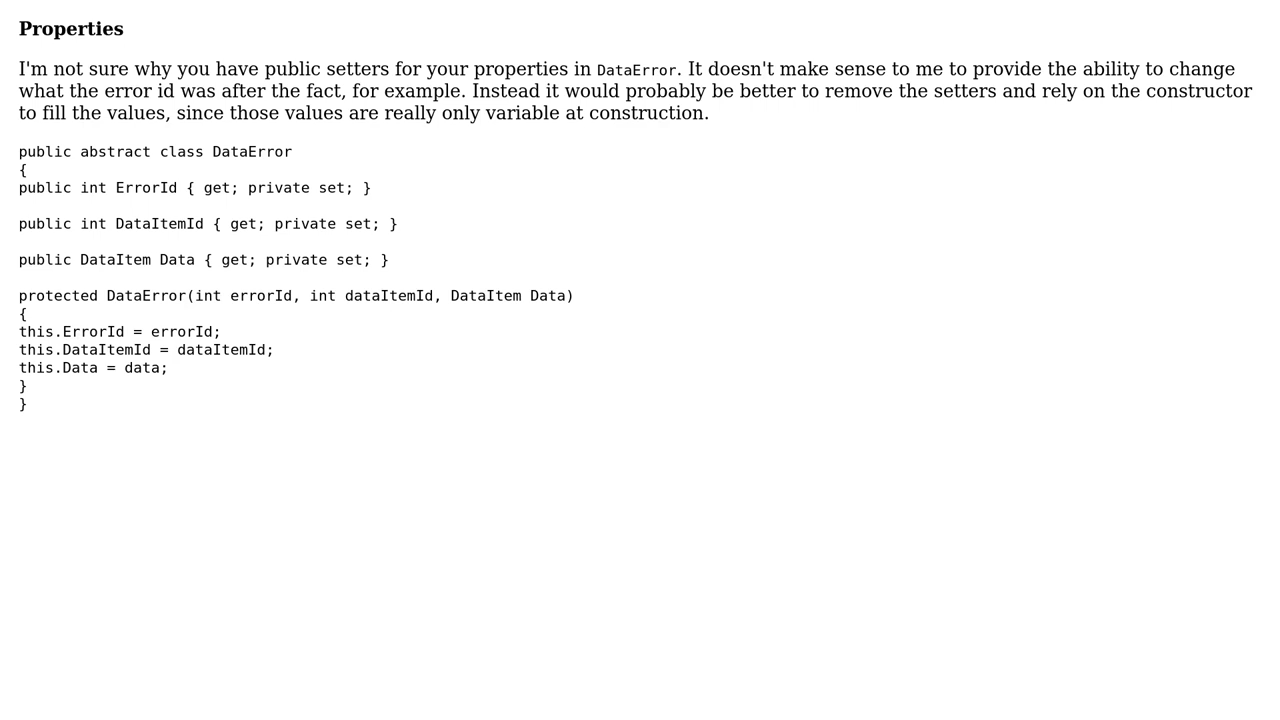 Properties
I'm not sure why you have public setters for your properties in DataError. It doesn't make sense to me to provide the ability to change
what the error id was after the fact, for example. Instead it would probably be better to remove the setters and rely on the constructor
to fill the values, since those values are really only variable at construction.
public abstract class DataError
{
public int ErrorId { get; private set; }
public int DataItemId { get; private set; }
public DataItem Data { get; private set; }
protected DataError(int errorId, int dataItemId, DataItem Data)
{
this.ErrorId = errorId;
this.DataItemId = dataItemId;
this.Data = data;
}
}